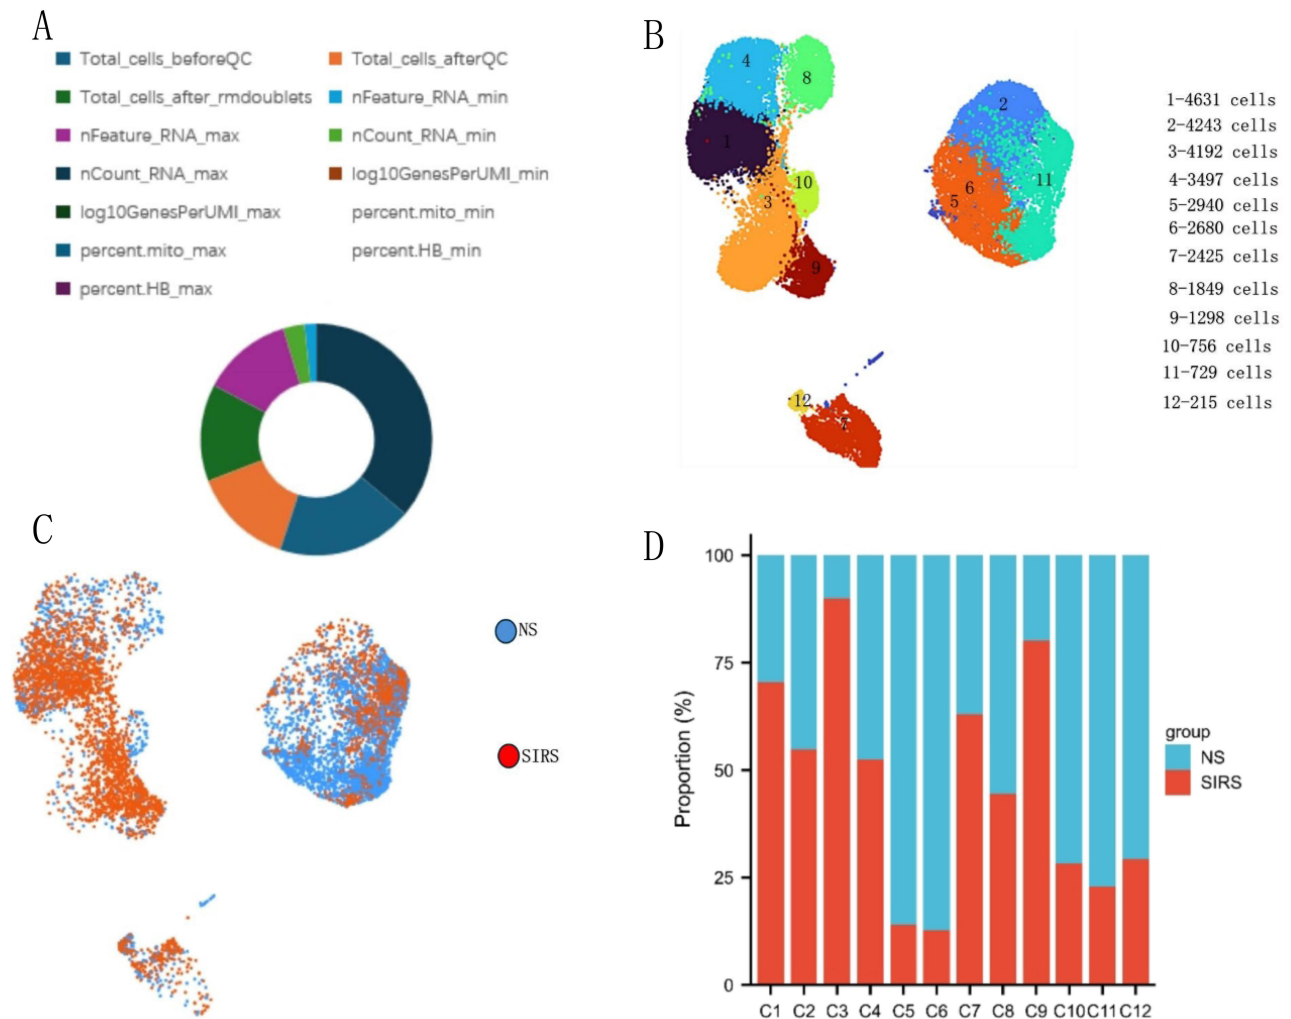 A
Total_cells_beforeQC
Total_cells_afterQC
Total_cells_after_rmdoublets
nFeature_RNA_min
nFeature_RNA_max
nCount_RNA_min
nCount_RNA_max
log10GenesPerUMI_min
log10GenesPerUMI_max
percent.mito_min
percent.mito_max
percent.HB_min
percent.HB_max
B
4
8
1
10
3
9
2
11
6
5
12
7
1-4631 cells
2-4243 cells
3-4192 cells
4-3497 cells
5-2940 cells
6-2680 cells
7-2425 cells
8-1849 cells
9-1298 cells
10-756 cells
11-729 cells
12-215 cells
C
NS
SIRS
D
100
75
50
25
0
Proportion (%)
C1 C2 C3 C4 C5 C6 C7 C8 C9 C10 C11 C12
group
NS
SIRS